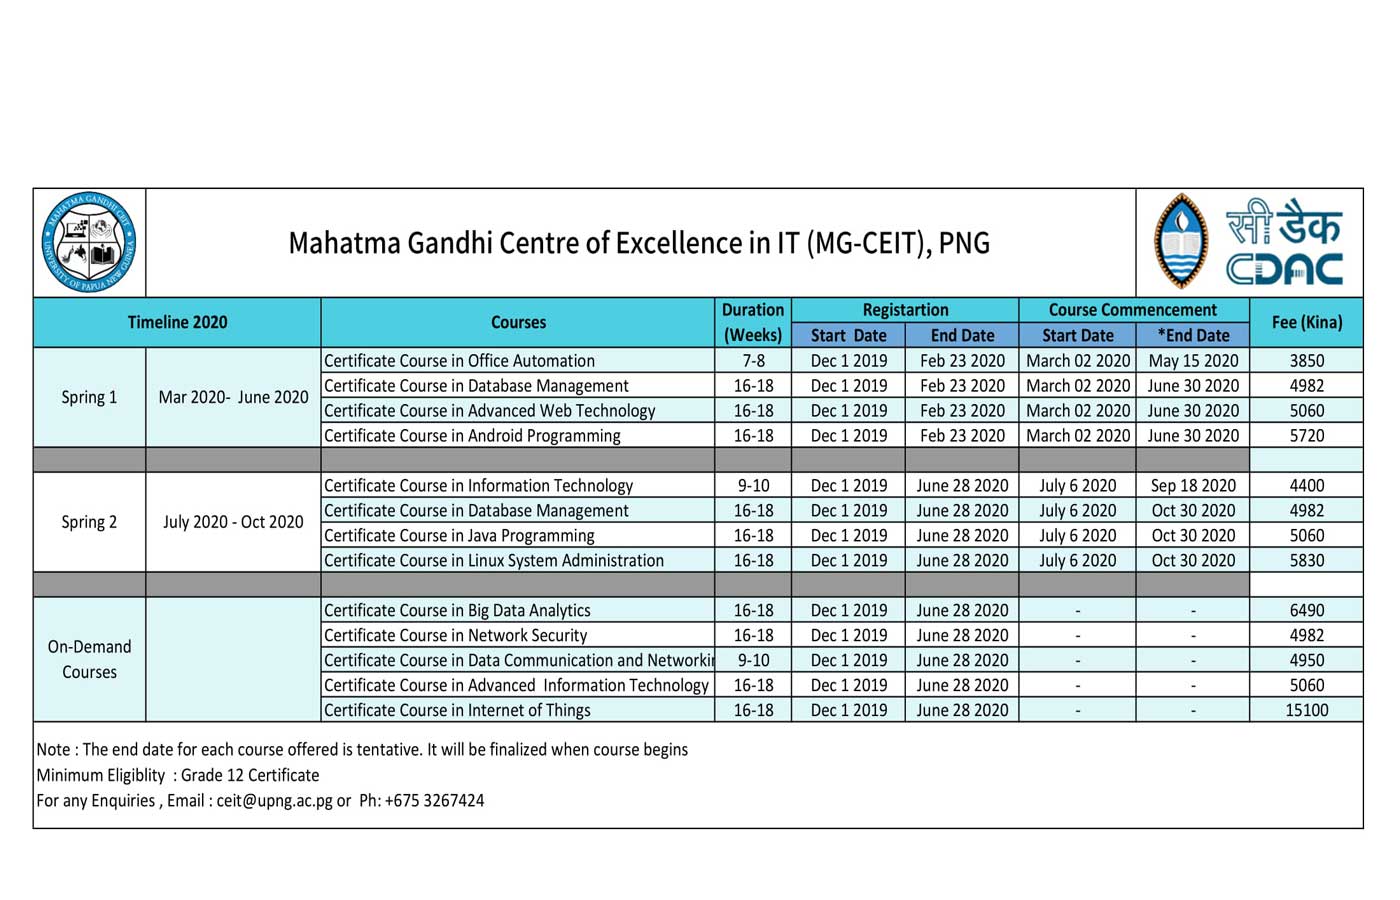 MAHATMA GANDHI CEIT
UNIVERSITY OF PAPUA NEW GUINEA
Mahatma Gandhi Centre of Excellence in IT (MG-CEIT), PNG
सी डैक
CDAC
Timeline 2020 Courses Duration (Weeks) Registartion Course Commencement Fee (Kina)
Start Date End Date Start Date *End Date
Spring 1 Mar 2020- June 2020
Certificate Course in Office Automation 7-8 Dec 1 2019 Feb 23 2020 March 02 2020 May 15 2020 3850
Certificate Course in Database Management 16-18 Dec 1 2019 Feb 23 2020 March 02 2020 June 30 2020 4982
Certificate Course in Advanced Web Technology 16-18 Dec 1 2019 Feb 23 2020 March 02 2020 June 30 2020 5060
Certificate Course in Android Programming 16-18 Dec 1 2019 Feb 23 2020 March 02 2020 June 30 2020 5720
Spring 2 July 2020 - Oct 2020
Certificate Course in Information Technology 9-10 Dec 1 2019 June 28 2020 July 6 2020 Sep 18 2020 4400
Certificate Course in Database Management 16-18 Dec 1 2019 June 28 2020 July 6 2020 Oct 30 2020 4982
Certificate Course in Java Programming 16-18 Dec 1 2019 June 28 2020 July 6 2020 Oct 30 2020 5060
Certificate Course in Linux System Administration 16-18 Dec 1 2019 June 28 2020 July 6 2020 Oct 30 2020 5830
On-Demand
Courses
Certificate Course in Big Data Analytics 16-18 Dec 1 2019 June 28 2020 - - 6490
Certificate Course in Network Security 16-18 Dec 1 2019 June 28 2020 - - 4982
Certificate Course in Data Communication and Networkin 9-10 Dec 1 2019 June 28 2020 - - 4950
Certificate Course in Advanced Information Technology 16-18 Dec 1 2019 June 28 2020 - - 5060
Certificate Course in Internet of Things 16-18 Dec 1 2019 June 28 2020 - - 15100
Note : The end date for each course offered is tentative. It will be finalized when course begins
Minimum Eligiblity : Grade 12 Certificate
For any Enquiries , Email : ceit@upng.ac.pg or Ph: +675 3267424